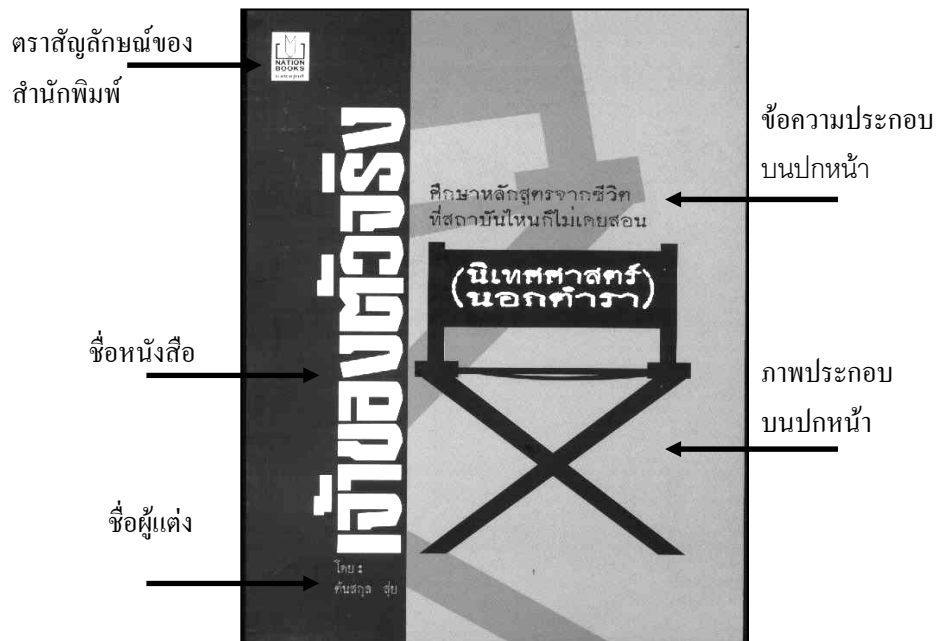 ตราสัญลักษณ์ของ
สำนักพิมพ์
NATION
BOOKS
เจ้าของตัวจริง
ข้อความประกอบ
บนปกหน้า
ศึกษาหลักสูตรจากชีวิต
ที่สถาบันไหนก็ไม่เคยสอน
(นิเทศศาสตร์
นอกตำรา)
ชื่อหนังสือ
ภาพประกอบ
บนปกหน้า
ชื่อผู้แต่ง
โดย :